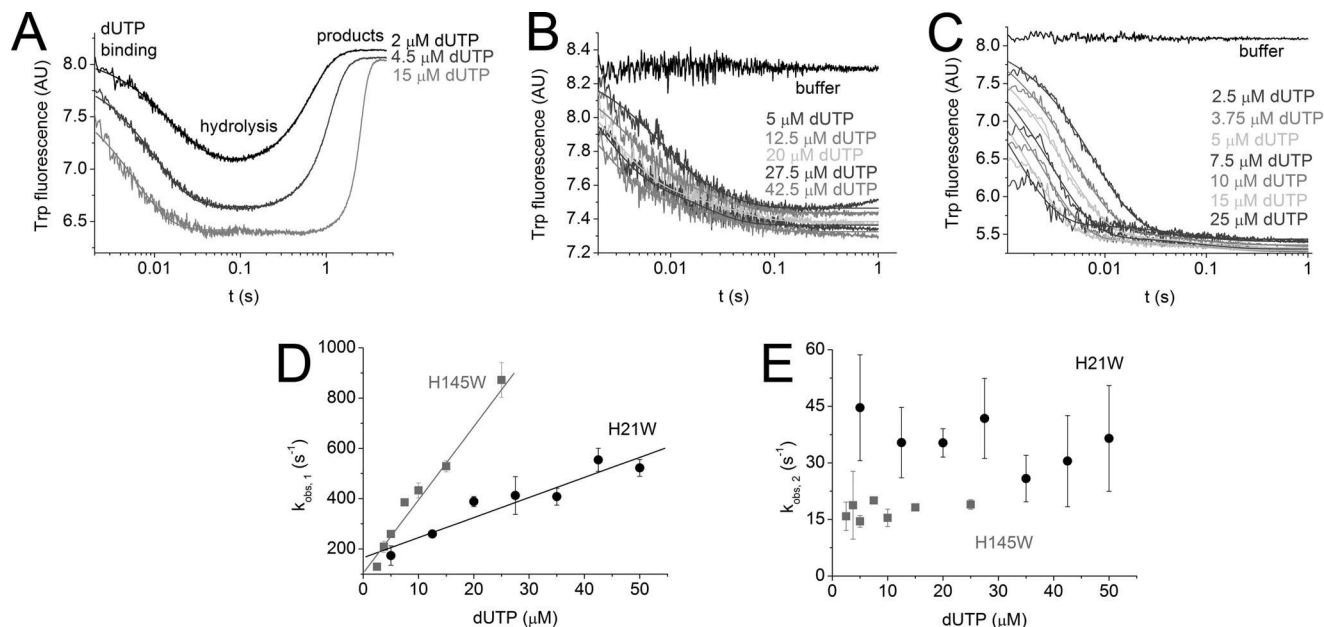 A
dUTP
binding
hydrolysis
products
2 μM dUTP
4.5 μM dUTP
15 μM dUTP
Trp fluorescence (AU)
8.0
7.5
7.0
6.5
0.01
0.1
1
t (s)
B
buffer
5 μM dUTP
12.5 μM dUTP
20 μM dUTP
27.5 μM dUTP
42.5 μM dUTP
Trp fluorescence (AU)
8.4
8.2
8.0
7.8
7.6
7.4
7.2
0.01
0.1
1
t (s)
C
buffer
2.5 μM dUTP
3.75 μM dUTP
5 μM dUTP
7.5 μM dUTP
10 μM dUTP
15 μM dUTP
25 μM dUTP
Trp fluorescence (AU)
8.0
7.5
7.0
6.5
6.0
5.5
0.01
0.1
1
t (s)
D
H145W
H21W
k obs, 1 (s⁻¹)
1000
800
600
400
200
0
10
20
30
40
50
dUTP (μM)
E
H21W
H145W
k obs, 2 (s⁻¹)
60
45
30
15
0
0
10
20
30
40
50
dUTP (μM)